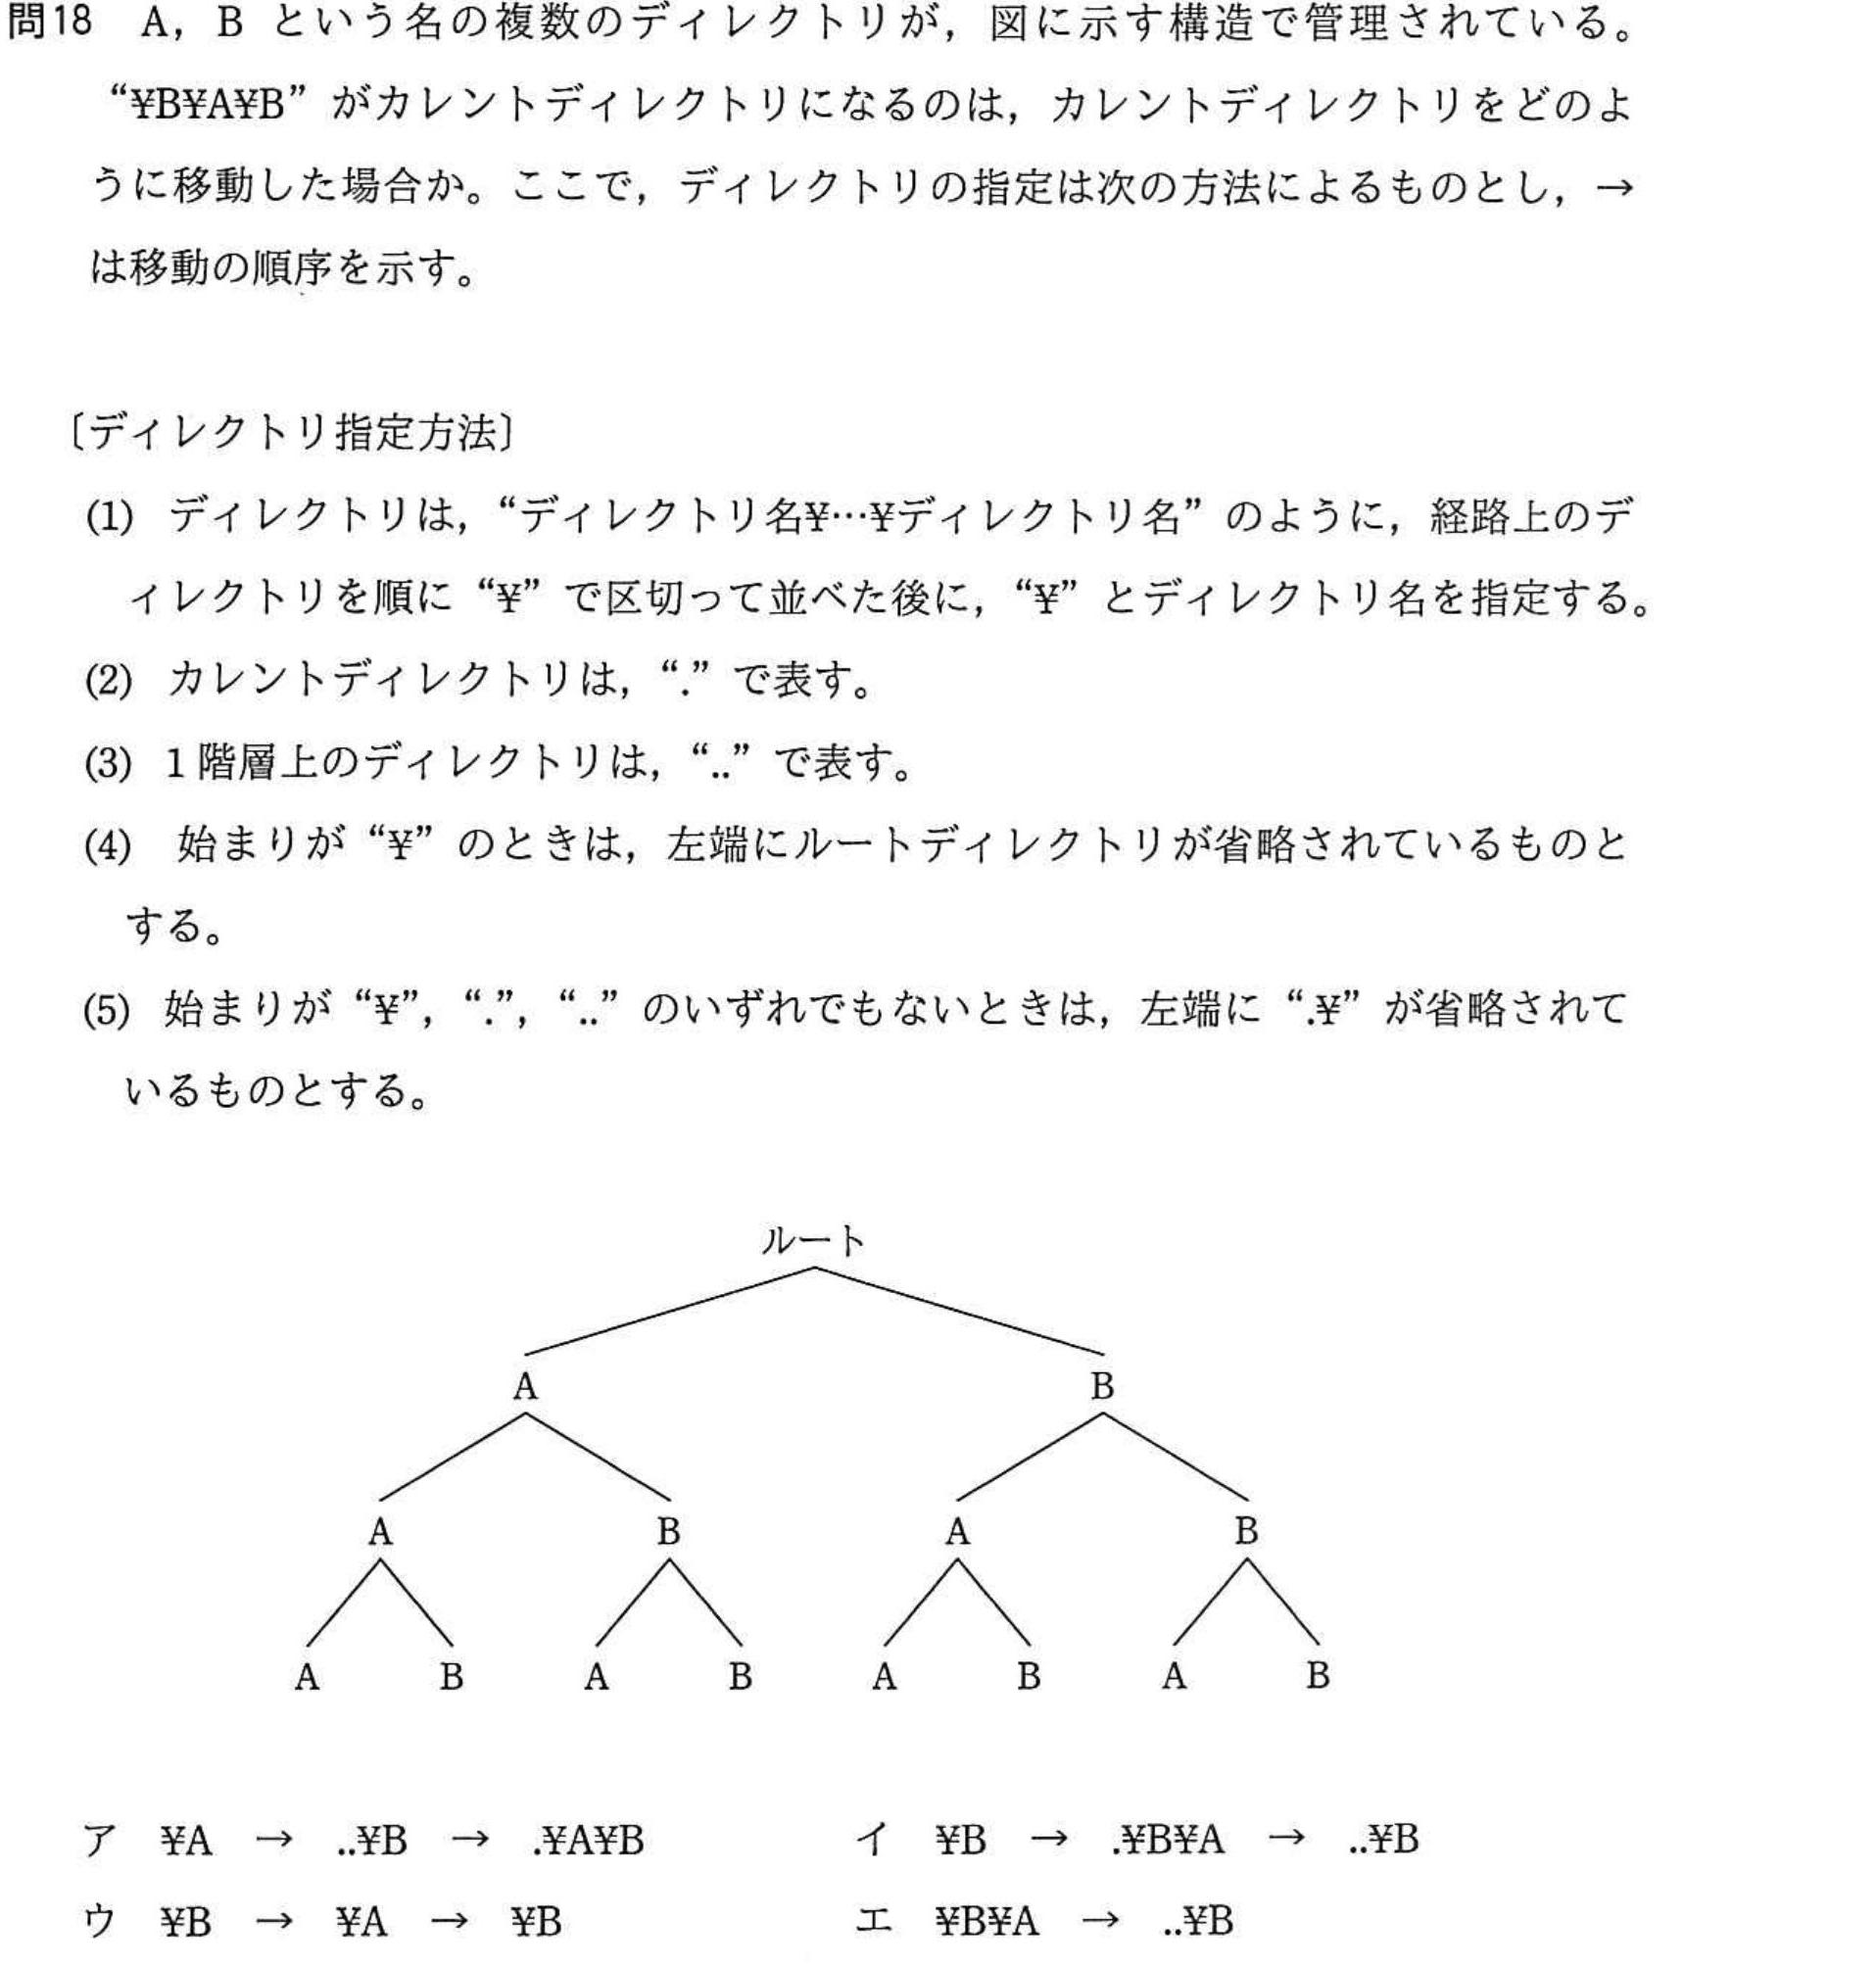 問18 A，B という名の複数のディレクトリが，図に示す構造で管理されている。
“¥B¥A¥B” がカレントディレクトリになるのは，カレントディレクトリをどのよ
うに移動した場合か。ここで，ディレクトリの指定は次の方法によるものとし，→
は移動の順序を示す。
〔ディレクトリ指定方法〕
(1) ディレクトリは，“ディレクトリ名¥…¥ディレクトリ名” のように，経路上のデ
ィレクトリを順に “¥” で区切って並べた後に，“¥” とディレクトリ名を指定する。
(2) カレントディレクトリは，“.” で表す。
(3) 1 階層上のディレクトリは，“..” で表す。
(4) 始まりが “¥” のときは，左端にルートディレクトリが省略されているものと
する。
(5) 始まりが “¥”，“.”，“..” のいずれでもないときは，左端に “.¥” が省略されて
いるものとする。
ルート
A B
A B A B
A B A B A B A B
ア ¥A → ..¥B → .¥A¥B イ ¥B → .¥B¥A → ..¥B
ウ ¥B → ¥A → ¥B エ ¥B¥A → ..¥B